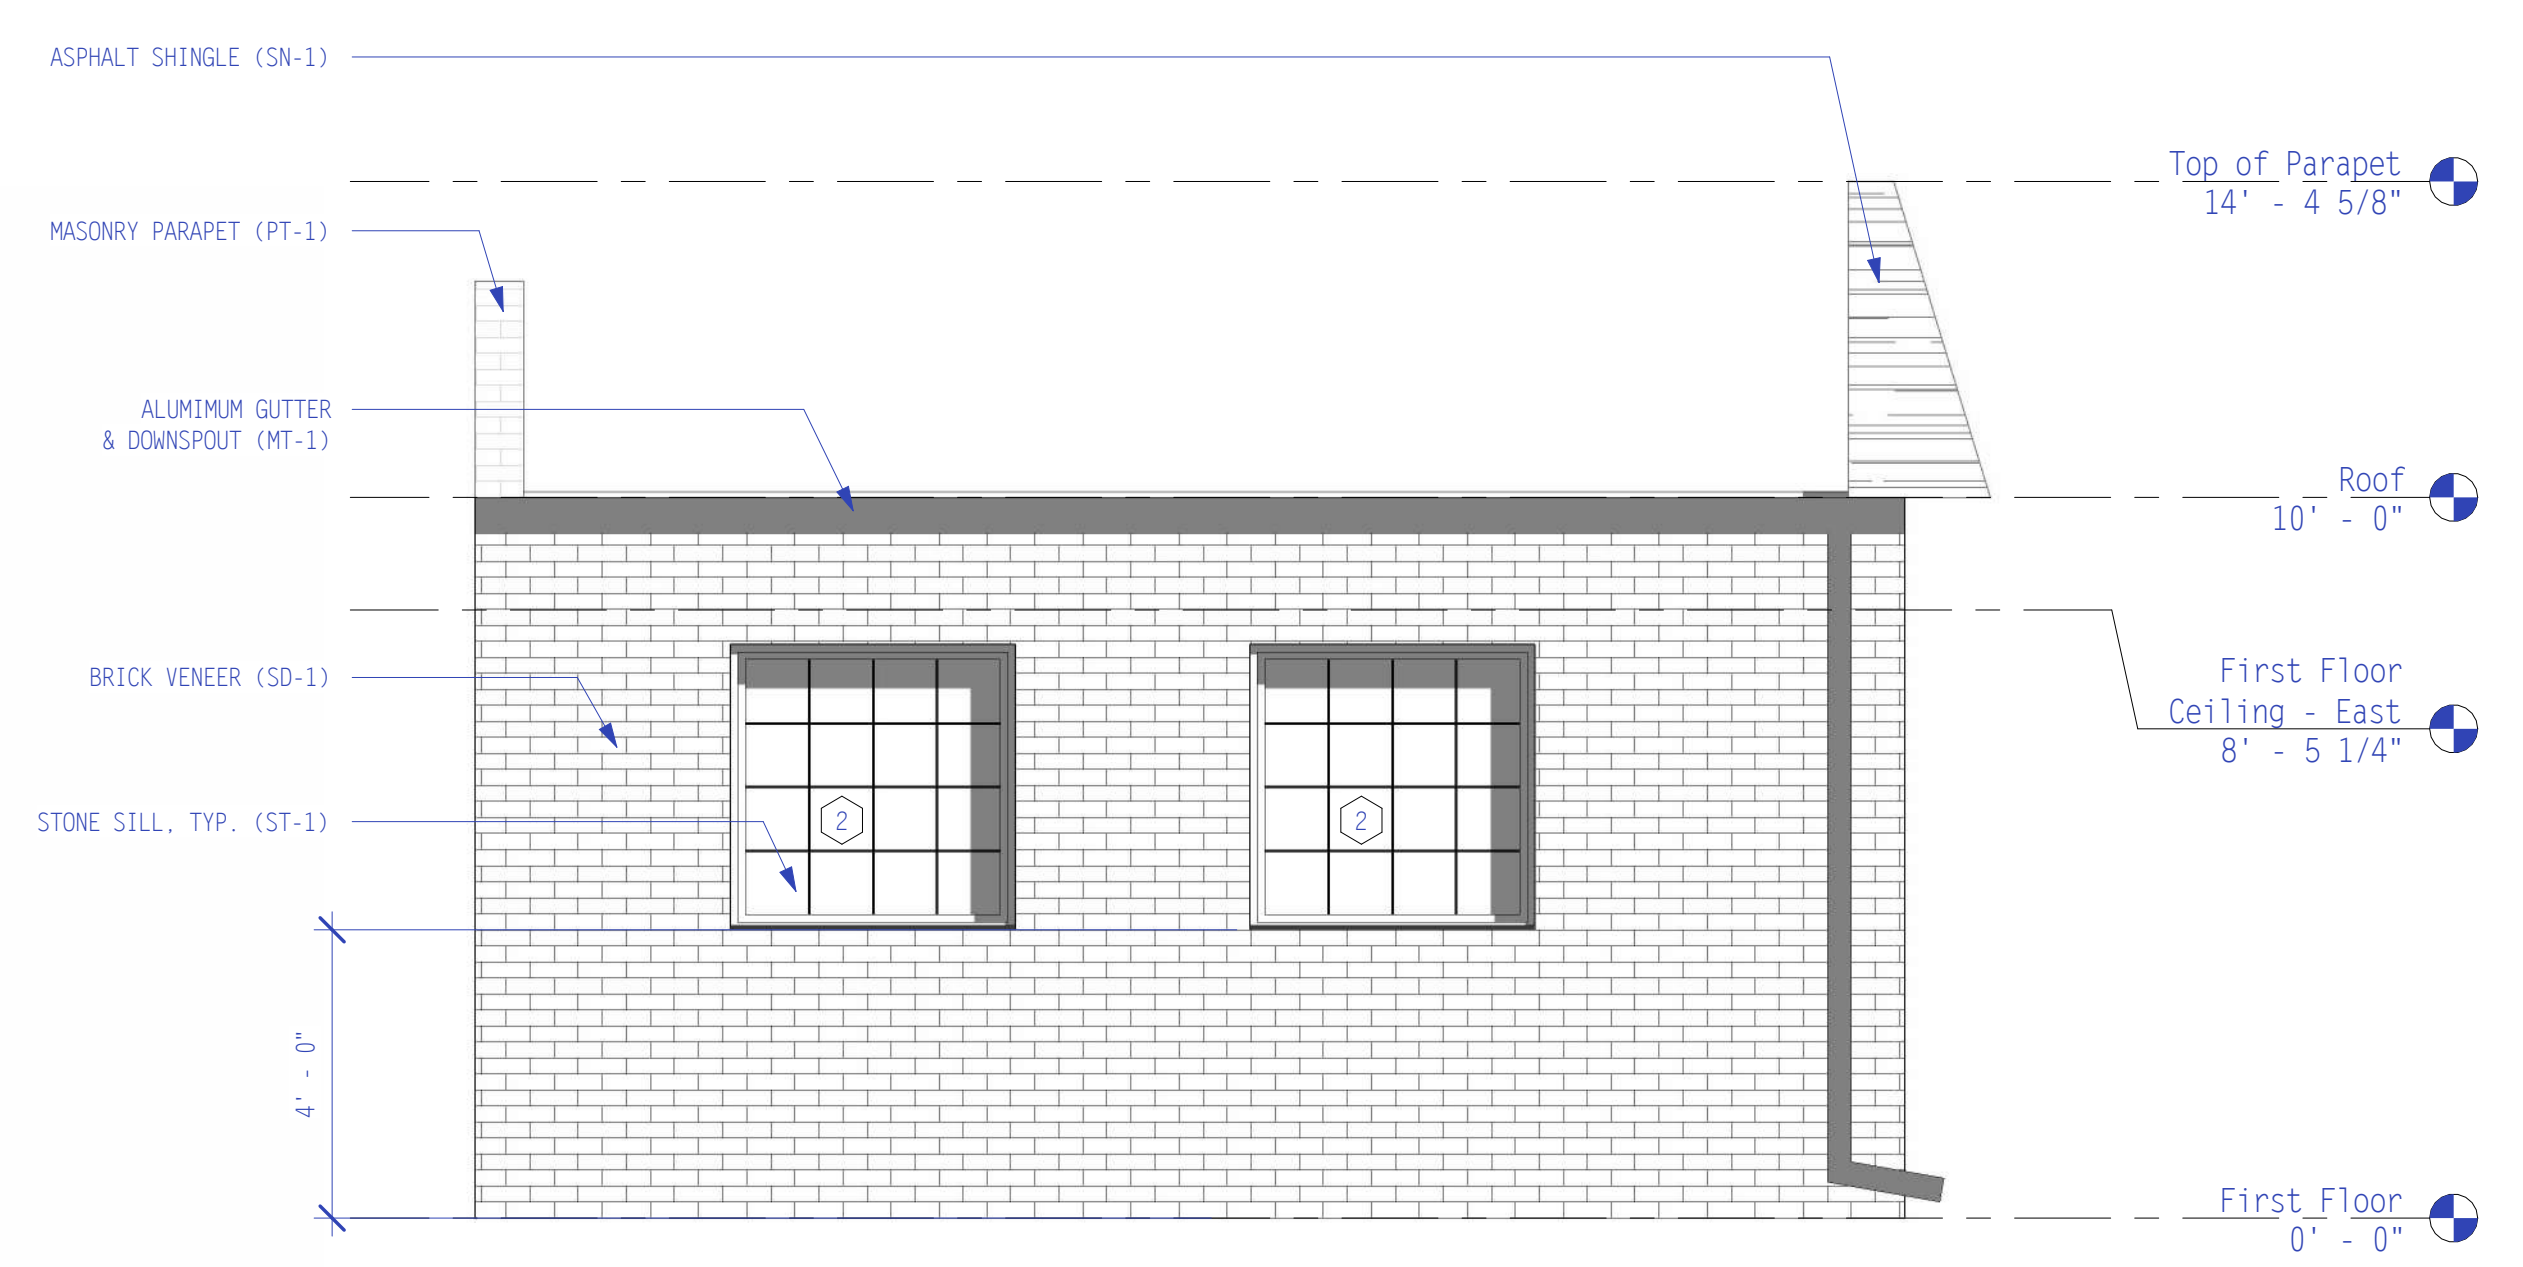 ASPHALT SHINGLE (SN-1)
Top of Parapet
14' - 4 5/8"
MASONRY PARAPET (PT-1)
ALUMIMUM GUTTER
& DOWNSPOUT (MT-1)
Roof
10' - 0"
BRICK VENEER (SD-1)
First Floor
Ceiling - East
8' - 5 1/4"
STONE SILL, TYP. (ST-1)
2
2
4' - 0"
First Floor
0' - 0"